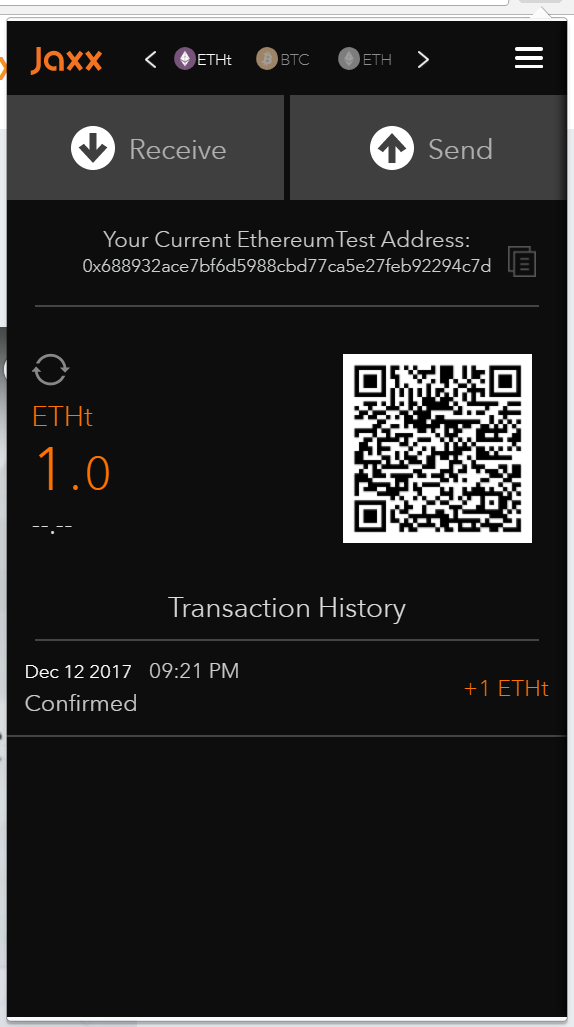 Jaxx
ETHt BTC ETH
Receive Send
Your Current EthereumTest Address:
0x688932ace7bf6d5988cbd77ca5e27feb92294c7d
ETHt
1.0
--.--
Transaction History
Dec 12 2017 09:21 PM
Confirmed
+1 ETHt